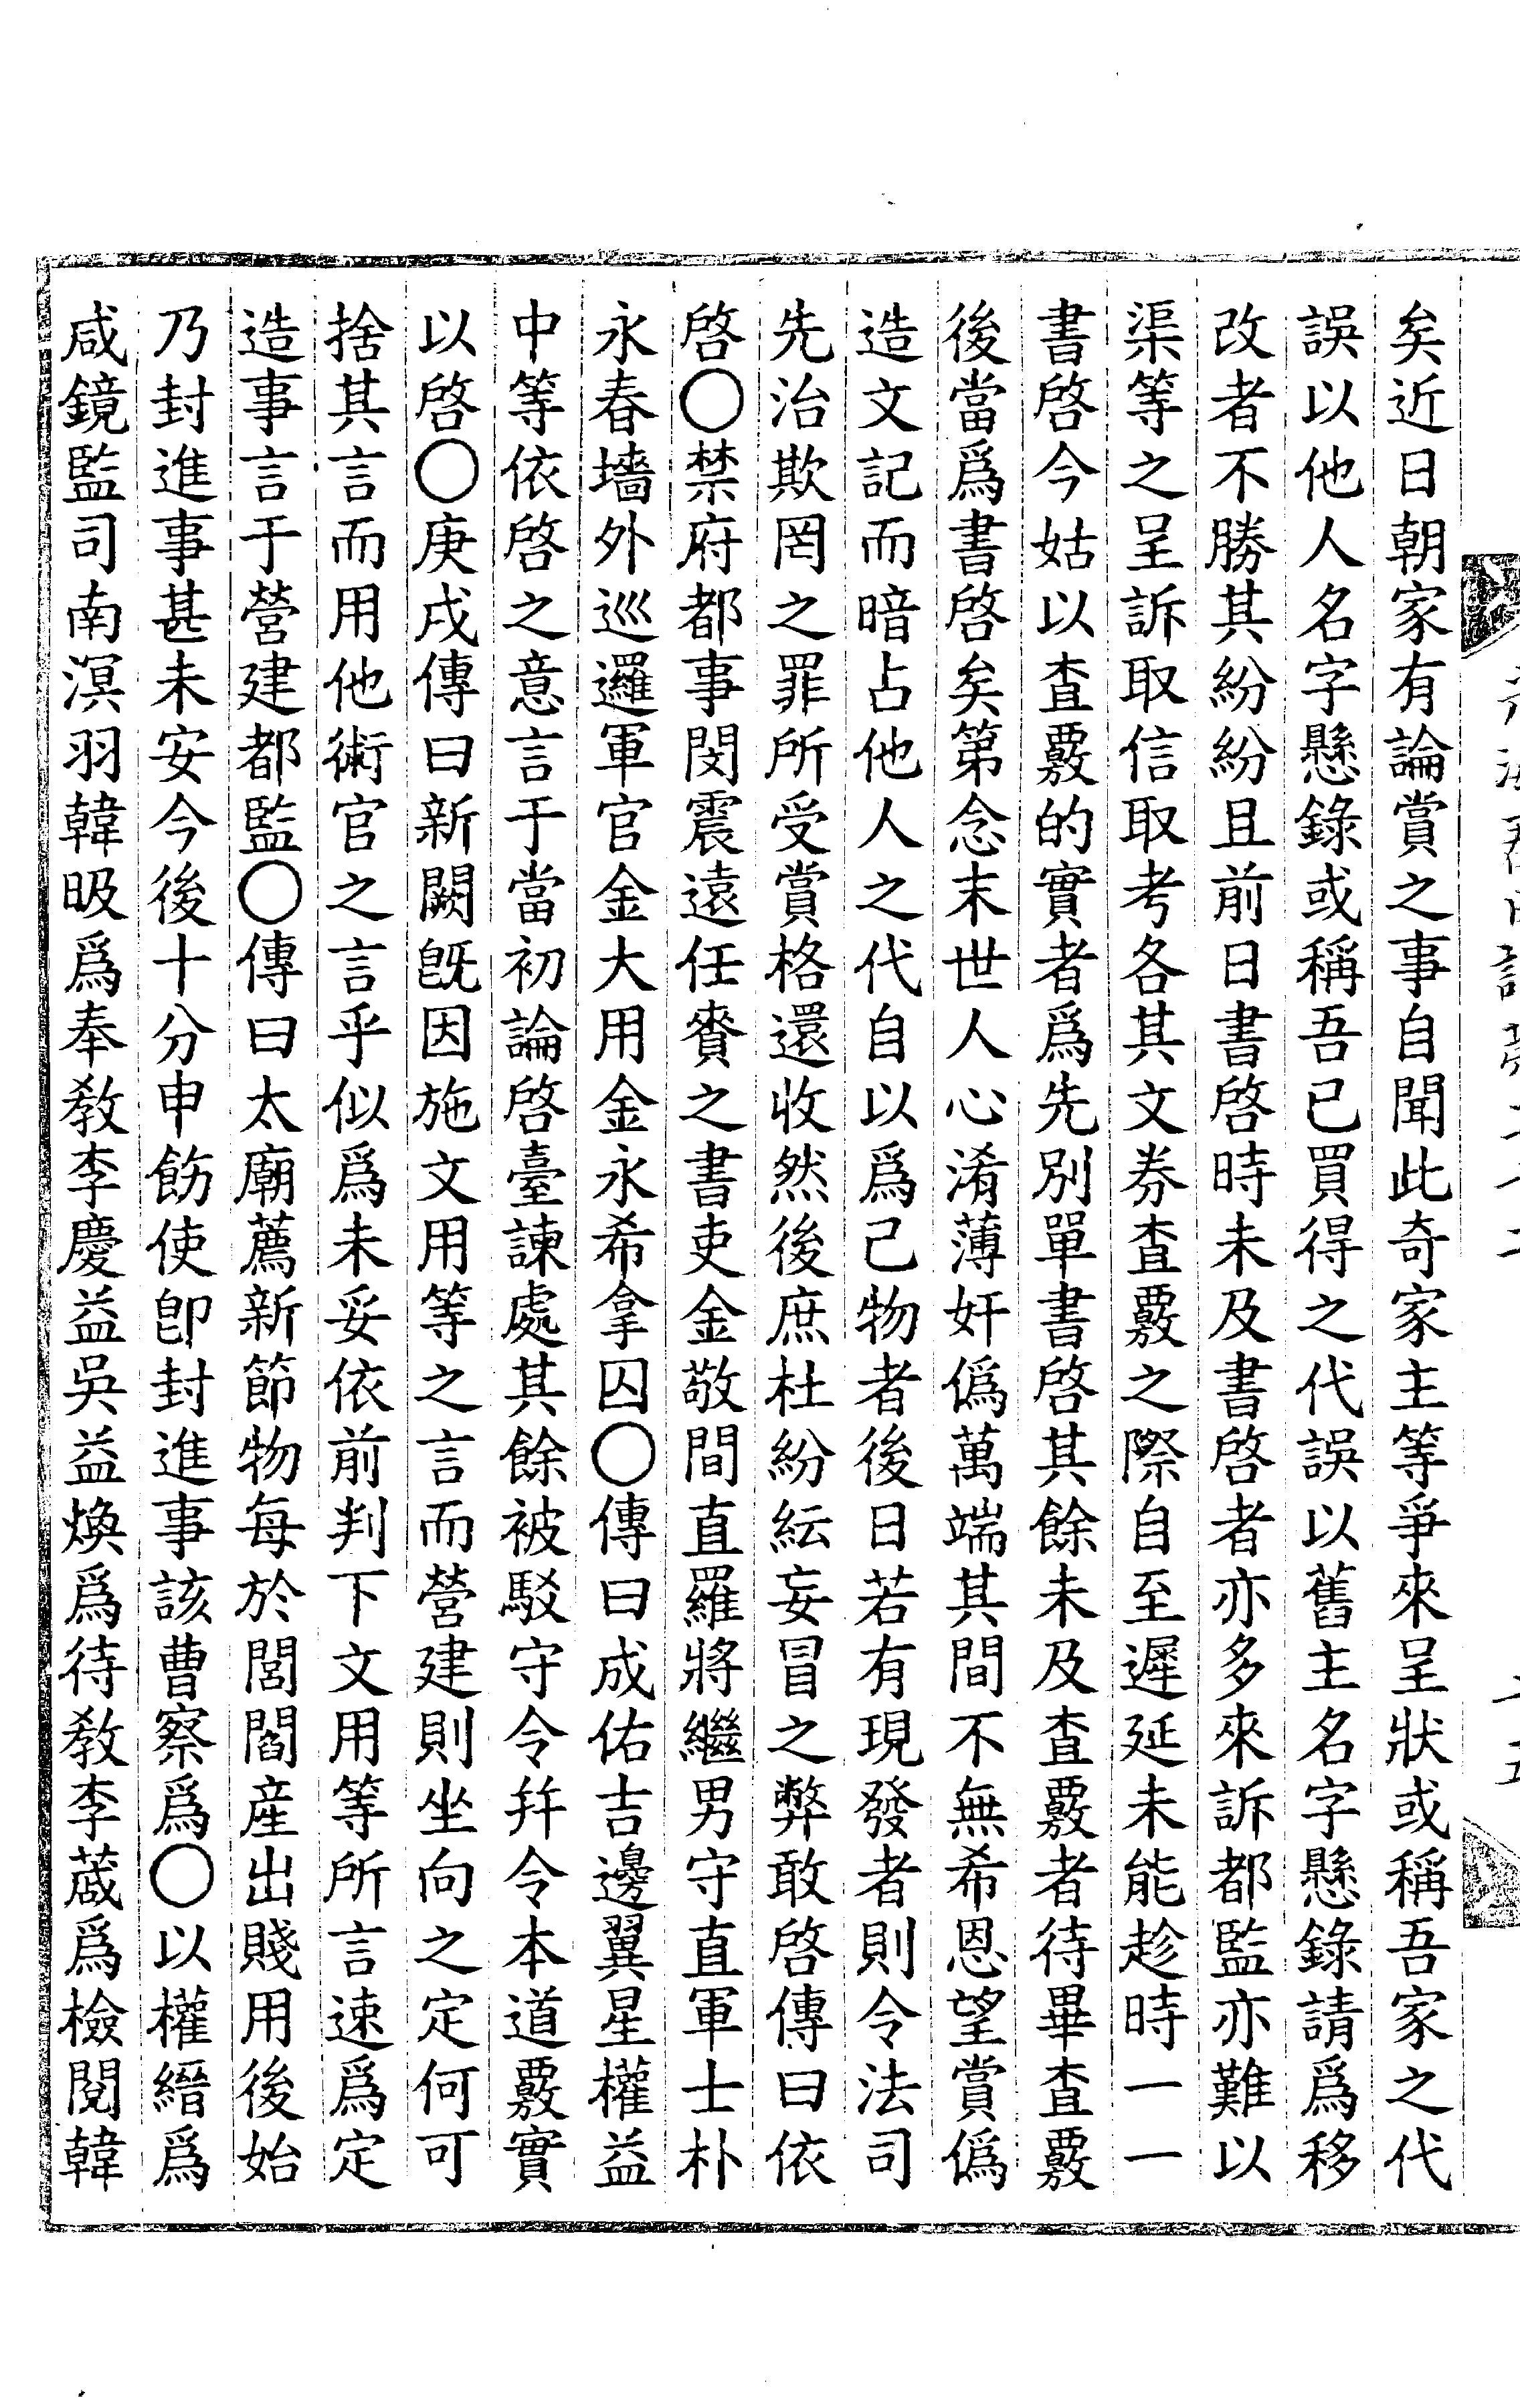 矣近日朝家有論賞之事自聞此奇家主等爭來呈狀或稱吾家之代
誤以他人名字懸錄或稱吾已買得之代誤以舊主名字懸錄請爲移
改者不勝其紛紛且前日書啓時未及書啓者亦多來訴都監亦難以
渠等之呈訴取信取考各其文券査覈之際自至遲延未能趁時一一
書啓今姑以査覈的實者爲先別單書啓其餘未及査覈者待畢査覈
後當爲書啓矣第念末世人心淆薄奸僞萬端其間不無希恩望賞僞
造文記而暗占他人之代自以爲己物者後日若有現發者則令法司
先治欺罔之罪所受賞格還收然後庶杜紛紜妄冒之弊敢啓傳曰依
啓〇禁府都事閔震遠任賚之書吏金敬間直羅將繼男守直軍士朴
永春墻外巡邏軍官金大用金永希拿囚〇傳曰成佑吉邊翼星權益
中等依啓之意言于當初論啓臺諫處其餘被駁守令幷令本道覈實
以啓〇庚戌傳曰新闕旣因施文用等之言而營建則坐向之定何可
捨其言而用他術官之言乎似爲未妥依前判下文用等所言速爲定
造事言于營建都監〇傳曰太廟薦新節物每於閭閻產出賤用後始
乃封進事甚未安今後十分申飭使卽封進事該曹察爲〇以權縉爲
咸鏡監司南溟羽韓昅爲奉敎李慶益吳益煥爲待敎李葴爲檢閱韓